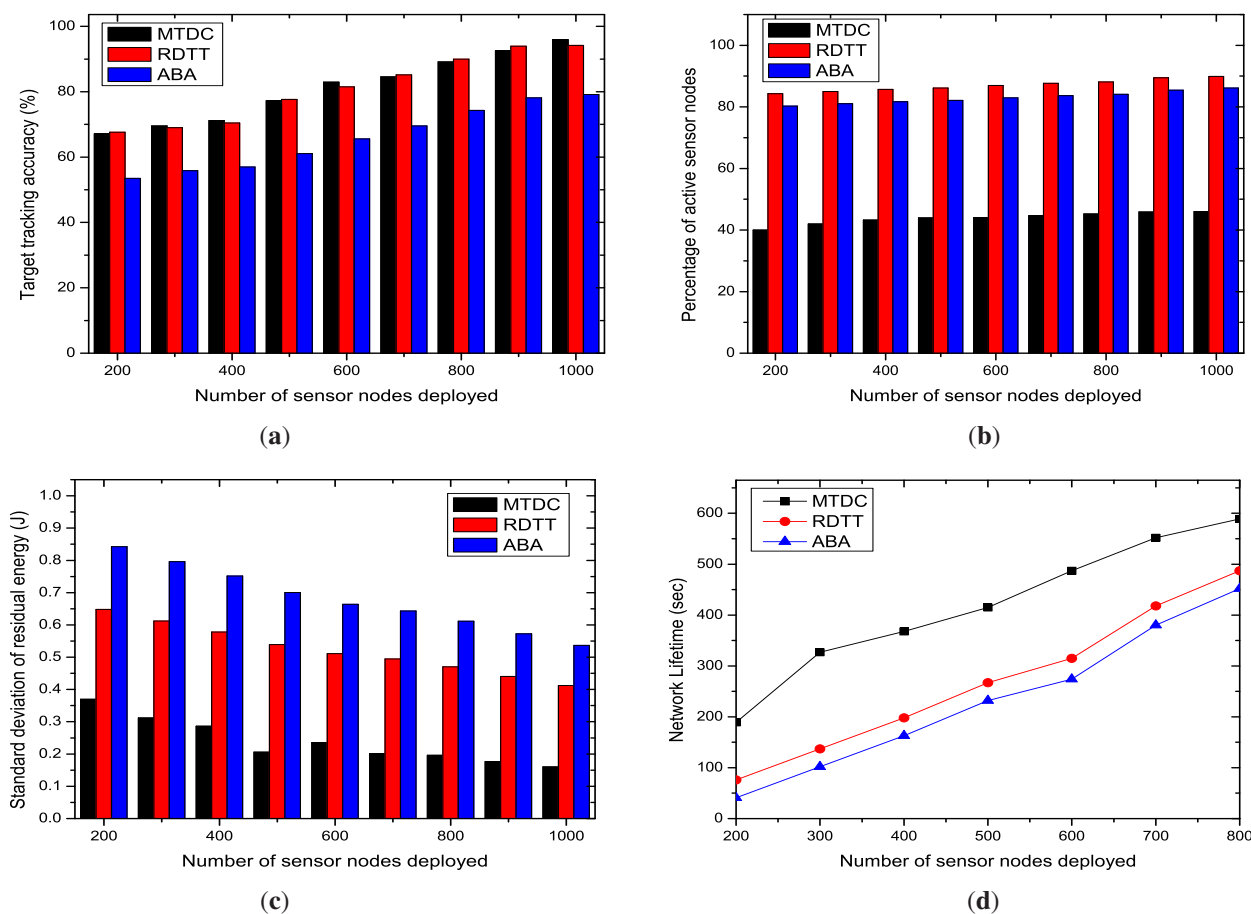 MTDC
RDTT
ABA
Target tracking accuracy (%)
100
80
60
40
20
0
200
400
600
800
1000
Number of sensor nodes deployed
(a)
MTDC
RDTT
ABA
Percentage of active sensor nodes
100
80
60
40
20
0
200
400
600
800
1000
Number of sensor nodes deployed
(b)
MTDC
RDTT
ABA
Standard deviation of residual energy (J)
1.0
0.9
0.8
0.7
0.6
0.5
0.4
0.3
0.2
0.1
0.0
200
400
600
800
1000
Number of sensor nodes deployed
(c)
MTDC
RDTT
ABA
Network Lifetime (sec)
600
500
400
300
200
100
0
200
300
400
500
600
700
800
Number of sensor nodes deployed
(d)